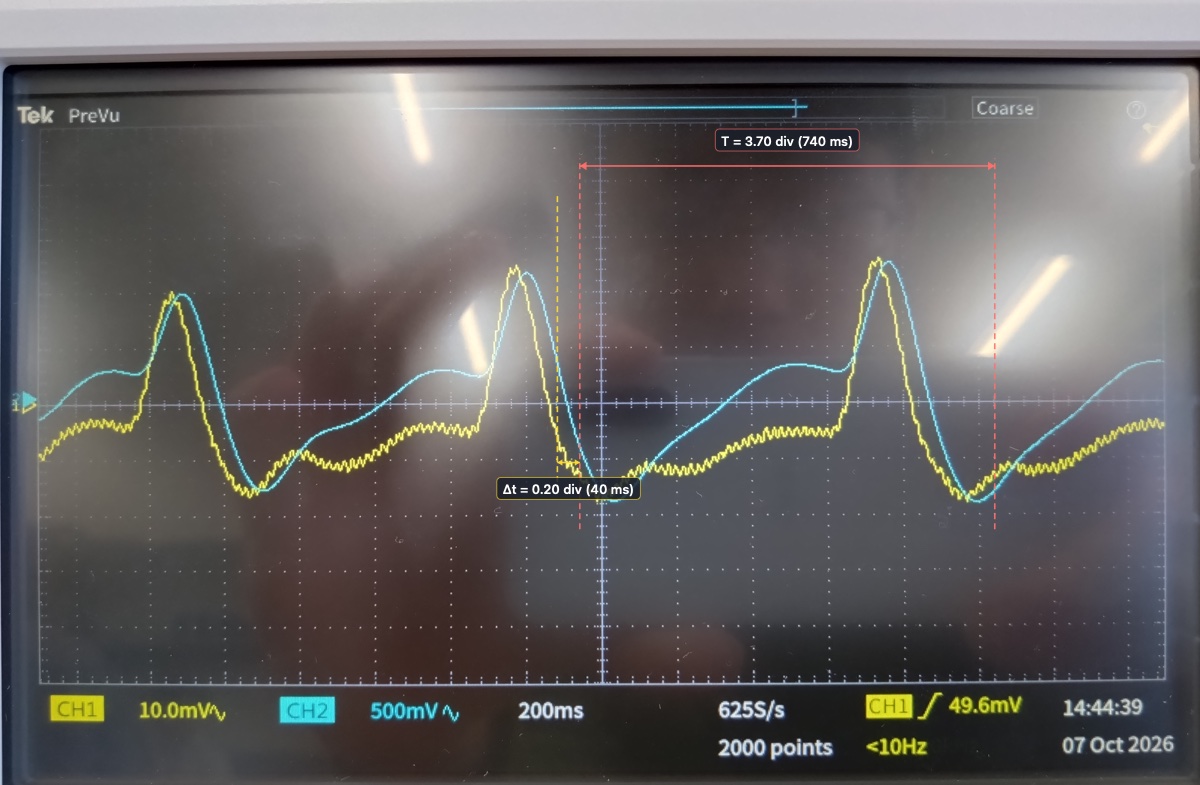 Tek PreVu
Coarse
T = 3.70 div (740 ms)
Δt = 0.20 div (40 ms)
CH1 10.0mV CH2 500mV 200ms 625S/s CH1 49.6mV 14:44:39
2000 points <10Hz 07 Oct 2026